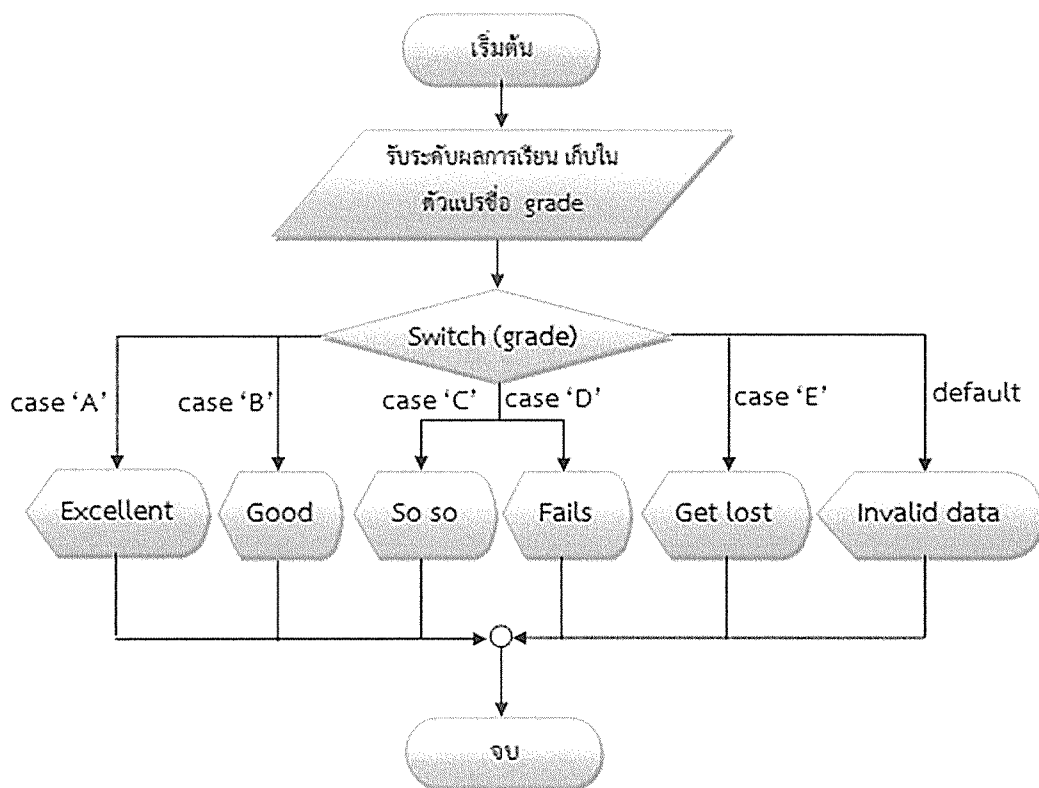 เริ่มต้น
รับระดับผลการเรียน เก็บใน
ตัวแปรชื่อ grade
Switch (grade)
case ‘A’
case ‘B’
case ‘C’
case ‘D’
case ‘E’
default
Excellent
Good
So so
Fails
Get lost
Invalid data
จบ